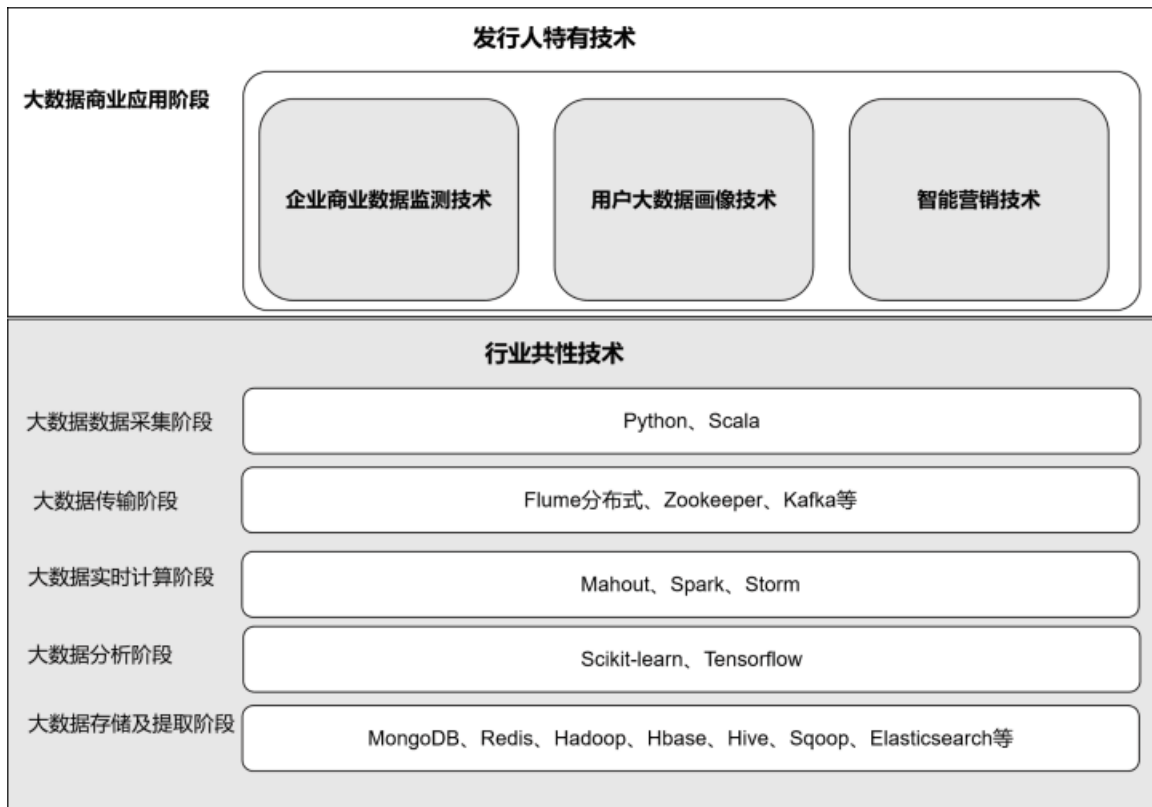 发行人特有技术
大数据商业应用阶段
企业商业数据监测技术
用户大数据画像技术
智能营销技术
行业共性技术
大数据数据采集阶段
Python、Scala
大数据传输阶段
Flume分布式、Zookeeper、Kafka等
大数据实时计算阶段
Mahout、Spark、Storm
大数据分析阶段
Scikit-learn、Tensorflow
大数据存储及提取阶段
MongoDB、Redis、Hadoop、Hbase、Hive、Sqoop、Elasticsearch等